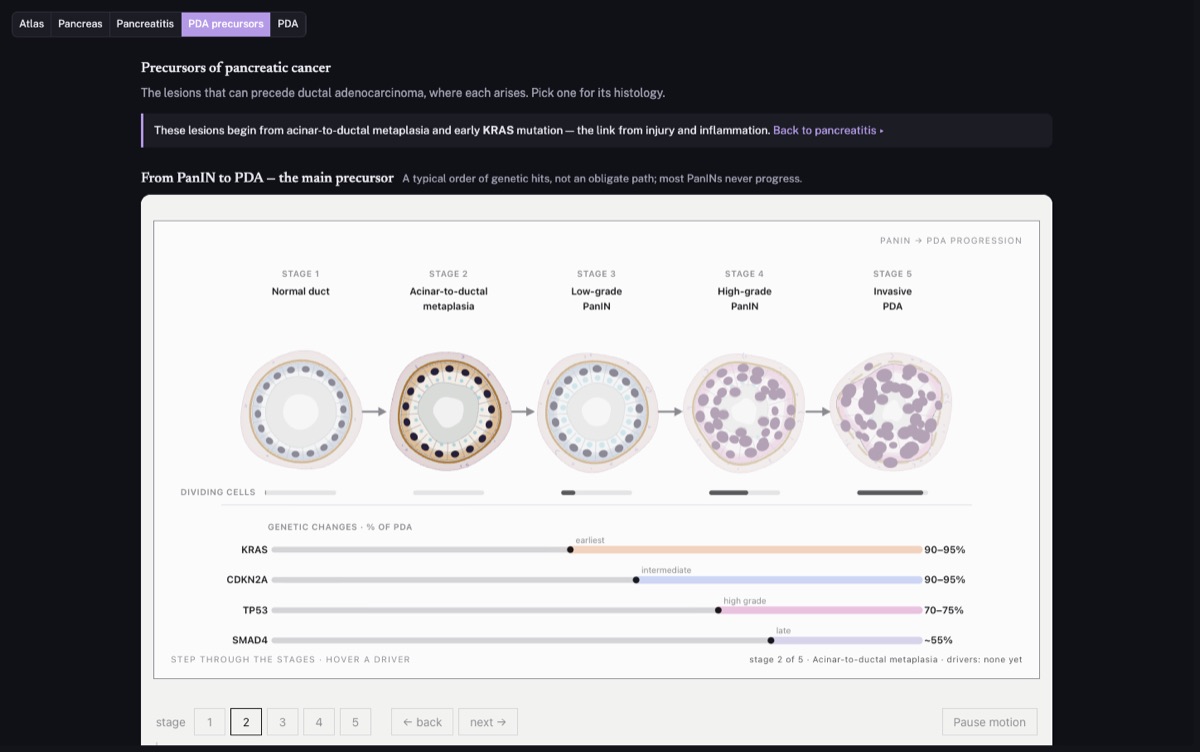 Atlas Pancreas Pancreatitis PDA precursors PDA
Precursors of pancreatic cancer
The lesions that can precede ductal adenocarcinoma, where each arises. Pick one for its histology.
These lesions begin from acinar-to-ductal metaplasia and early KRAS mutation — the link from injury and inflammation. Back to pancreatitis ▸
From PanIN to PDA — the main precursor A typical order of genetic hits, not an obligate path; most PanINs never progress.
PANIN → PDA PROGRESSION
STAGE 1 STAGE 2 STAGE 3 STAGE 4 STAGE 5
Normal duct Acinar-to-ductal Low-grade High-grade Invasive
metaplasia PanIN PanIN PDA
DIVIDING CELLS
GENETIC CHANGES · % OF PDA
earliest
KRAS 90–95%
intermediate
CDKN2A 90–95%
high grade
TP53 70–75%
late
SMAD4 ~55%
STEP THROUGH THE STAGES · HOVER A DRIVER stage 2 of 5 · Acinar-to-ductal metaplasia · drivers: none yet
stage 1 2 3 4 5 ← back next → Pause motion